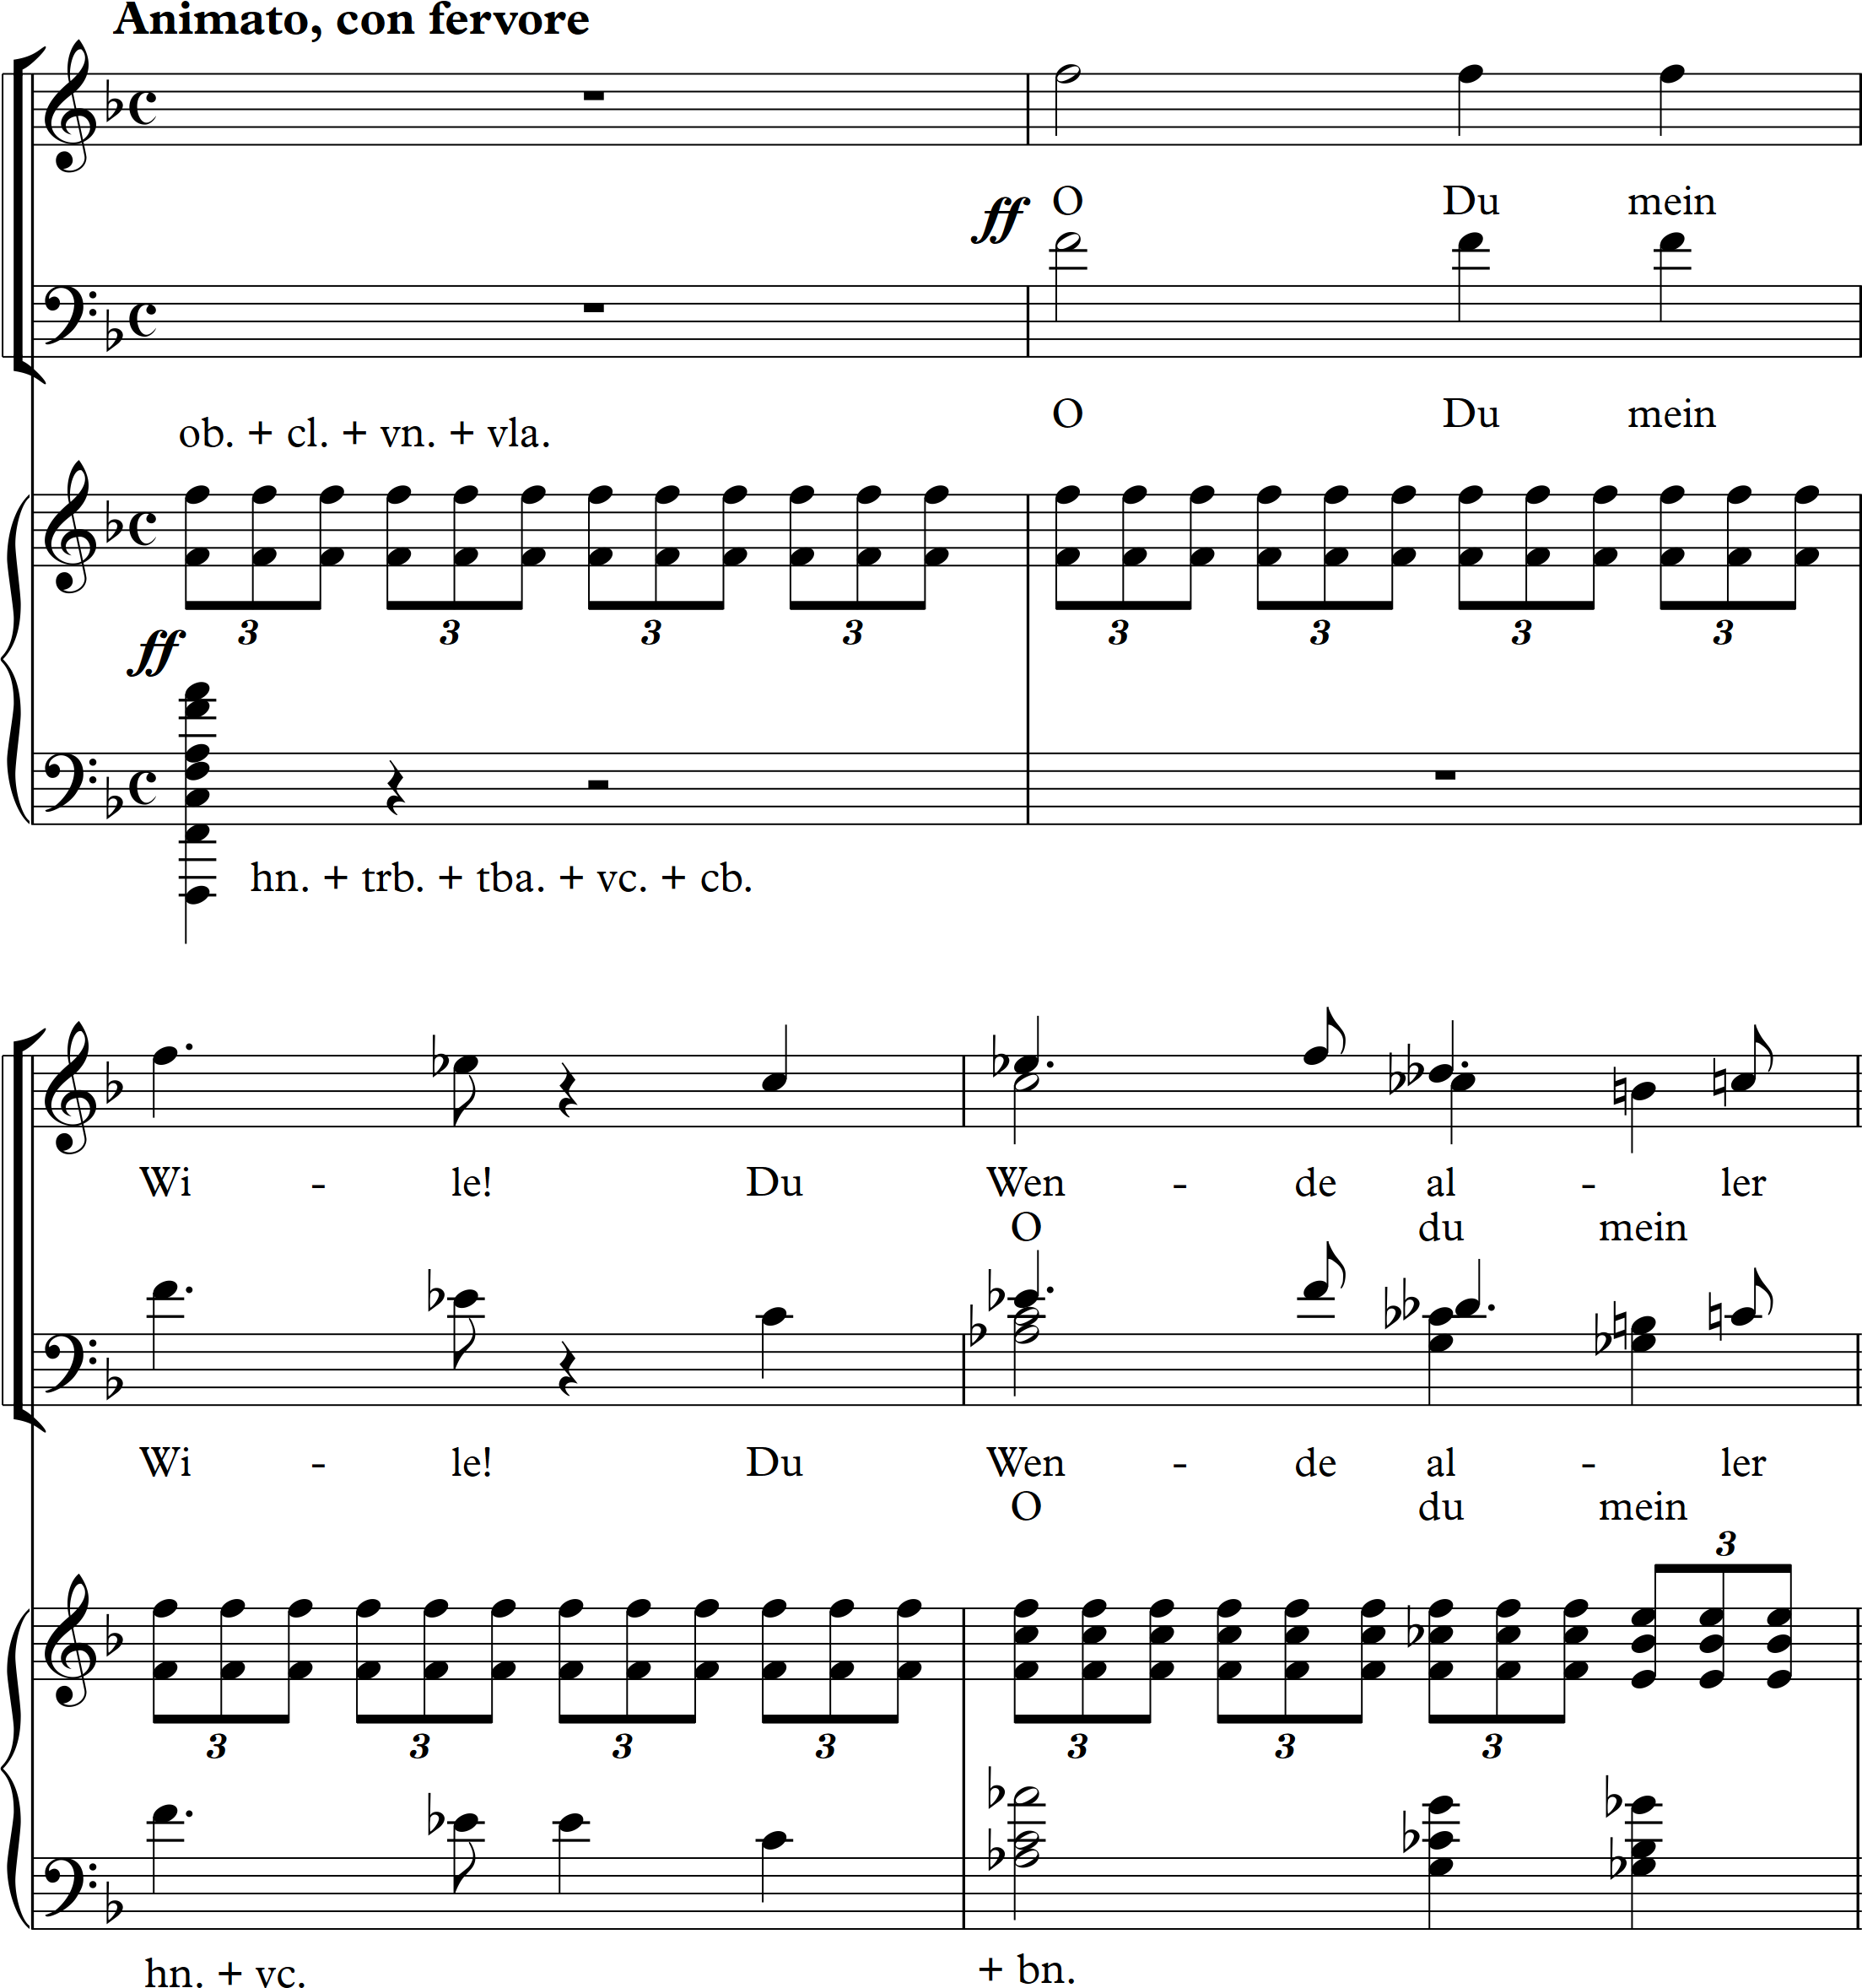 Animato, con fervore
ff O Du mein
O Du mein
ob. + cl. + vn. + vla.
3 3 3 3 3 3 3 3
ff
hn. + trb. + tba. + vc. + cb.
Wi - le! Du Wen - de al - ler
O du mein
Wi - le! Du Wen - de al - ler
O du mein
3
3 3 3 3 3 3 3
hn. + vc. + bn.